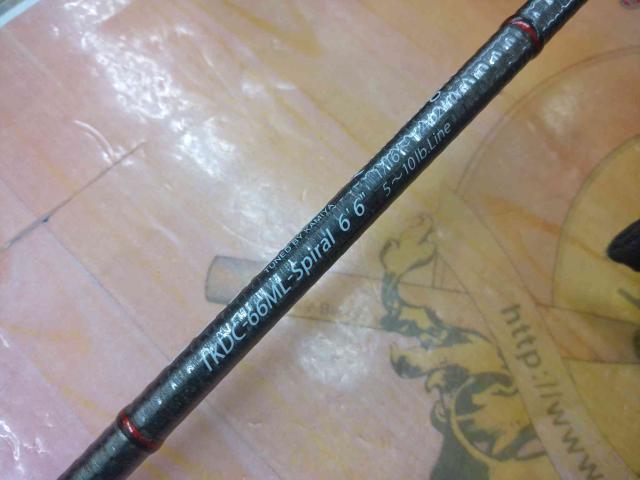 TUNED BY KAMIYA
TKDC-66ML-Spiral 6'6"
5～10lb.Line
http://www